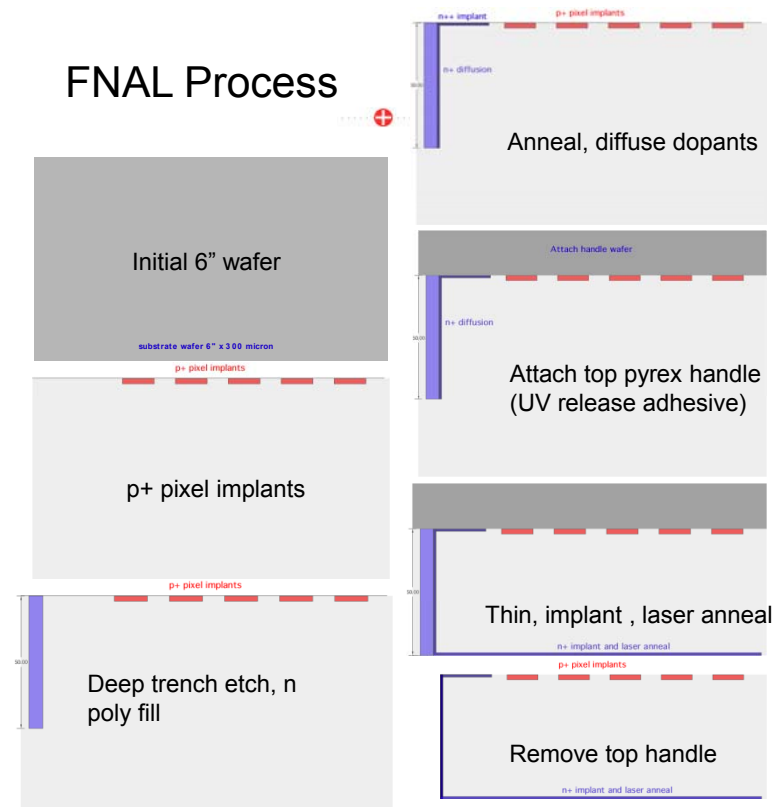 FNAL Process
Initial 6” wafer
substrate wafer 6" x 300 micron
p+ pixel implants
p+ pixel implants
p+ pixel implants
50.00
Deep trench etch, n
poly fill
n++ implant
p+ pixel implants
50.00
n+ diffusion
Anneal, diffuse dopants
Attach handle wafer
50.00
n+ diffusion
Attach top pyrex handle
(UV release adhesive)
50.00
Thin, implant , laser anneal
n+ implant and laser anneal
p+ pixel implants
Remove top handle
n+ implant and laser anneal